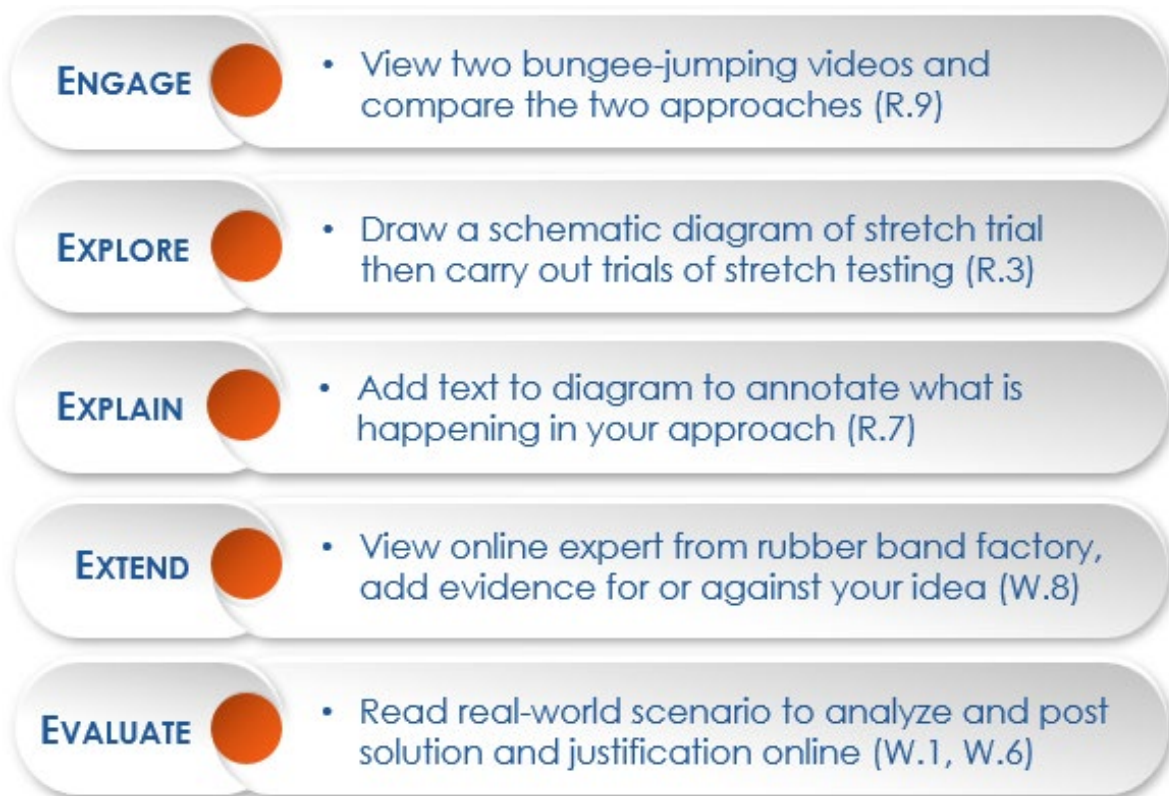 ENGAGE
• View two bungee-jumping videos and
compare the two approaches (R.9)
EXPLORE
• Draw a schematic diagram of stretch trial
then carry out trials of stretch testing (R.3)
EXPLAIN
• Add text to diagram to annotate what is
happening in your approach (R.7)
EXTEND
• View online expert from rubber band factory,
add evidence for or against your idea (W.8)
EVALUATE
• Read real-world scenario to analyze and post
solution and justification online (W.1, W.6)